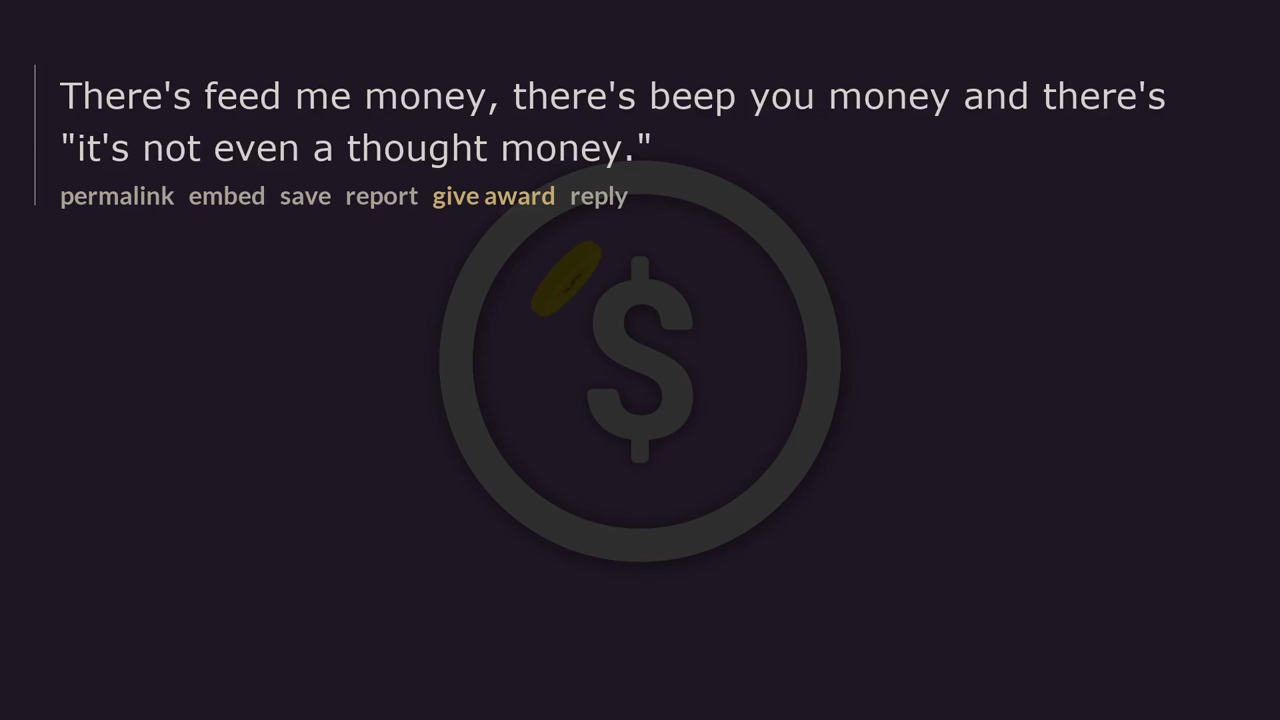 There's feed me money, there's beep you money and there's
"it's not even a thought money."
permalink embed save report give award reply
$